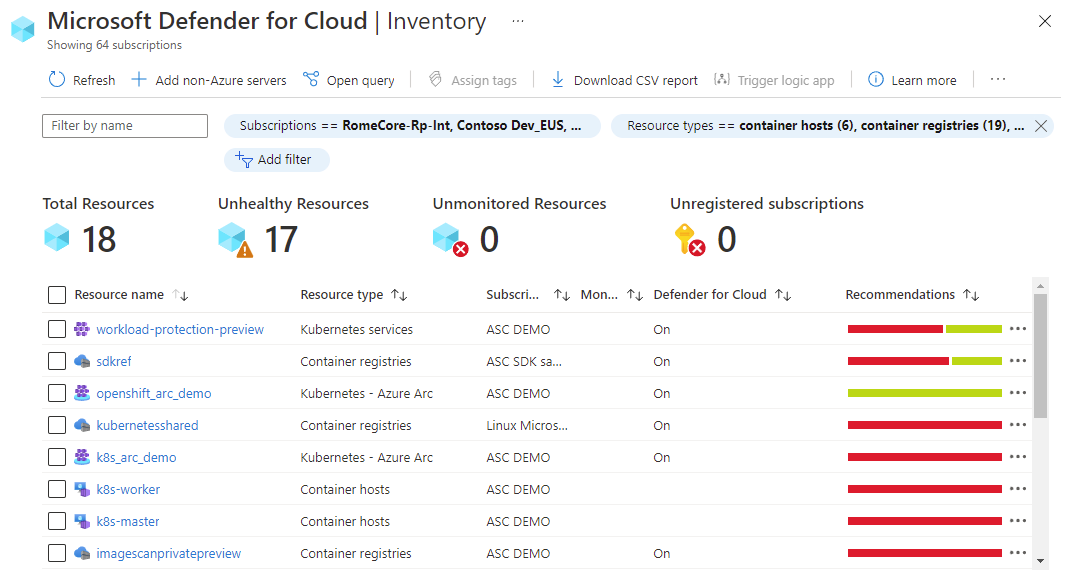 Microsoft Defender for Cloud | Inventory ...
Showing 64 subscriptions
Refresh Add non-Azure servers Open query Assign tags Download CSV report Trigger logic app Learn more ...
Filter by name Subscriptions == RomeCore-Rp-Int, Contoso Dev_EUS, ... Resource types == container hosts (6), container registries (19), ...
Add filter
Total Resources Unhealthy Resources Unmonitored Resources Unregistered subscriptions
18 17 0 0
Resource name Resource type Subscri... Mon... Defender for Cloud Recommendations
workload-protection-preview Kubernetes services ASC DEMO On
sdkref Container registries ASC SDK sa... On
openshift_arc_demo Kubernetes - Azure Arc ASC DEMO On
kubernetesshared Container registries Linux Micros... On
k8s_arc_demo Kubernetes - Azure Arc ASC DEMO On
k8s-worker Container hosts ASC DEMO
k8s-master Container hosts ASC DEMO
imagescanprivatepreview Container registries ASC DEMO On